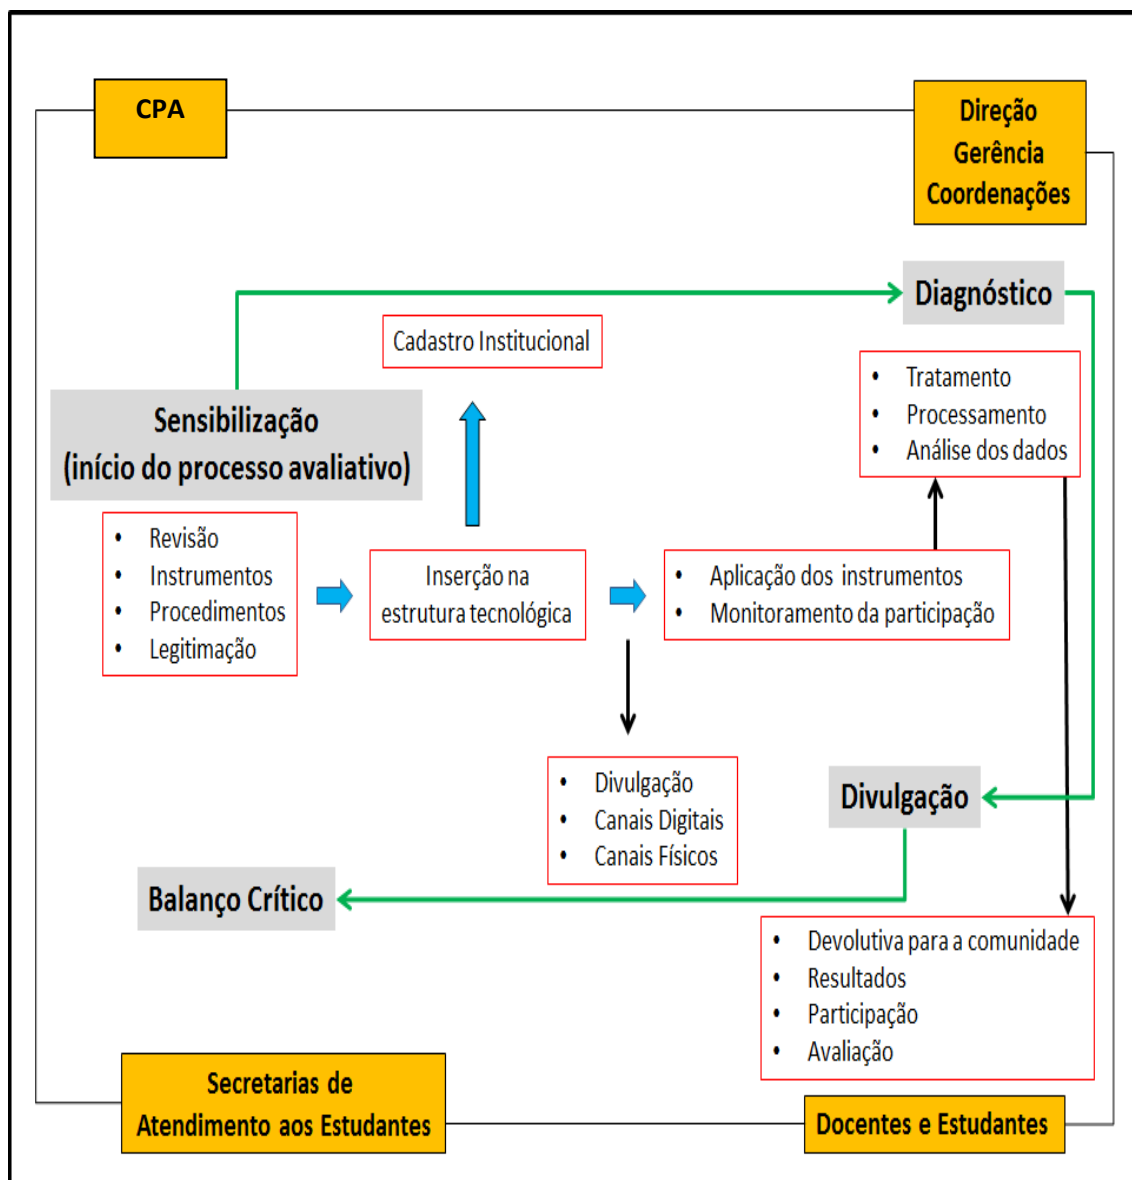 CPA
Direção
Gerência
Coordenações
Diagnóstico
Cadastro Institucional
• Tratamento
• Processamento
• Análise dos dados
Sensibilização
(início do processo avaliativo)
• Revisão
• Instrumentos
• Procedimentos
• Legitimação
Inserção na
estrutura tecnológica
• Aplicação dos instrumentos
• Monitoramento da participação
• Divulgação
• Canais Digitais
• Canais Físicos
Divulgação
Balanço Crítico
• Devolutiva para a comunidade
• Resultados
• Participação
• Avaliação
Secretarias de
Atendimento aos Estudantes
Docentes e Estudantes